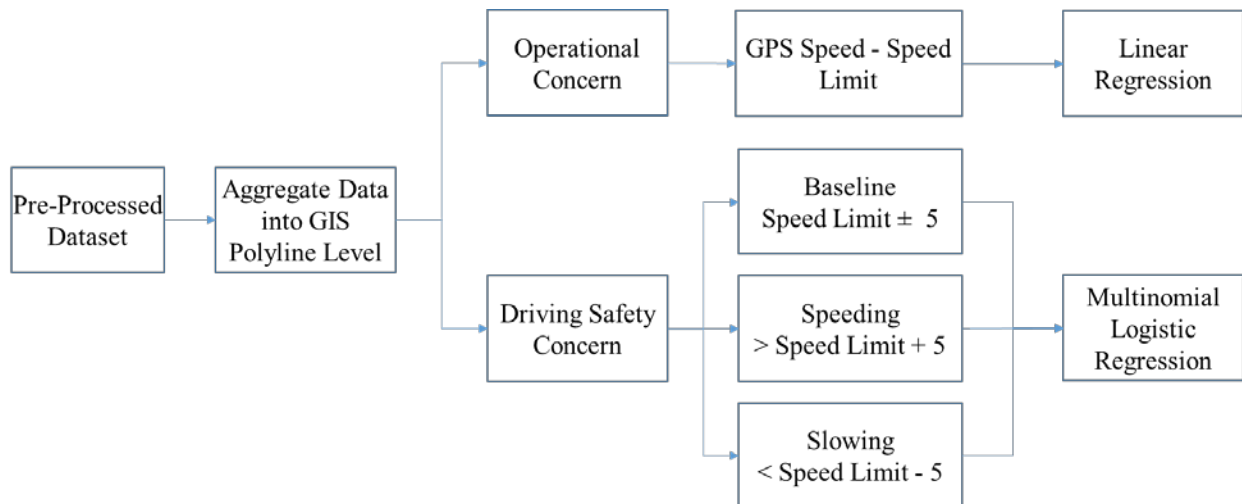 Pre-Processed
Dataset
Aggregate Data
into GIS
Polyline Level
Operational
Concern
GPS Speed - Speed
Limit
Linear
Regression
Driving Safety
Concern
Baseline
Speed Limit ± 5
Speeding
> Speed Limit + 5
Slowing
< Speed Limit - 5
Multinomial
Logistic
Regression